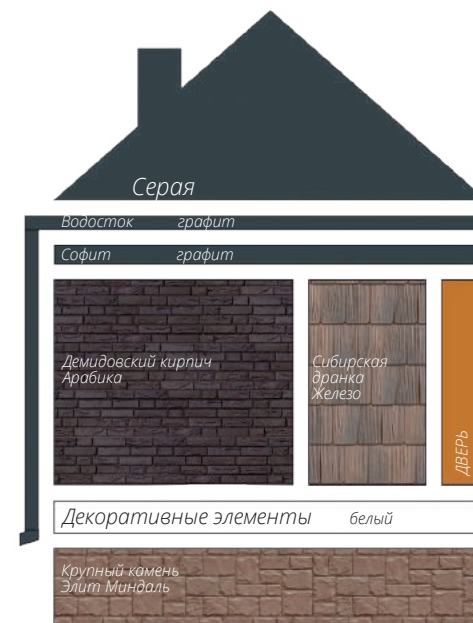 Серая
Водосток графит
Софит графит
Демидовский кирпич
Арабика
Сибирская
дранка
Железо
ДВЕРЬ
Декоративные элементы белый
Крупный камень
Элит Миндаль